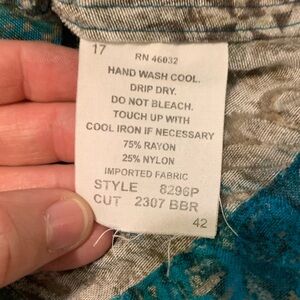 17
RN 46032
HAND WASH COOL.
DRIP DRY.
DO NOT BLEACH.
TOUCH UP WITH
COOL IRON IF NECESSARY
75% RAYON
25% NYLON
IMPORTED FABRIC
STYLE 8296P
CUT 2307 BBR
42